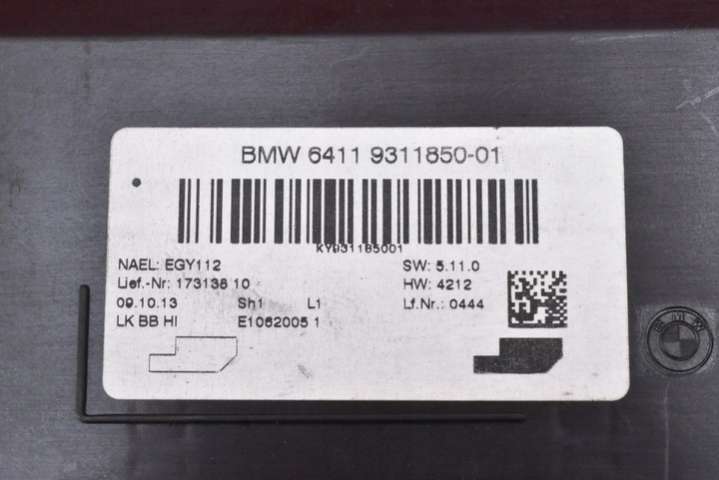 BMW 6411 9311850-01
KY931185001
NAEL: EGY112 SW: 5.11.0
Lief.-Nr: 173136 10 HW: 4212
09.10.13 Sh1 L1 Lf.Nr.: 0444
LK BB HI E1062005 1
BMW